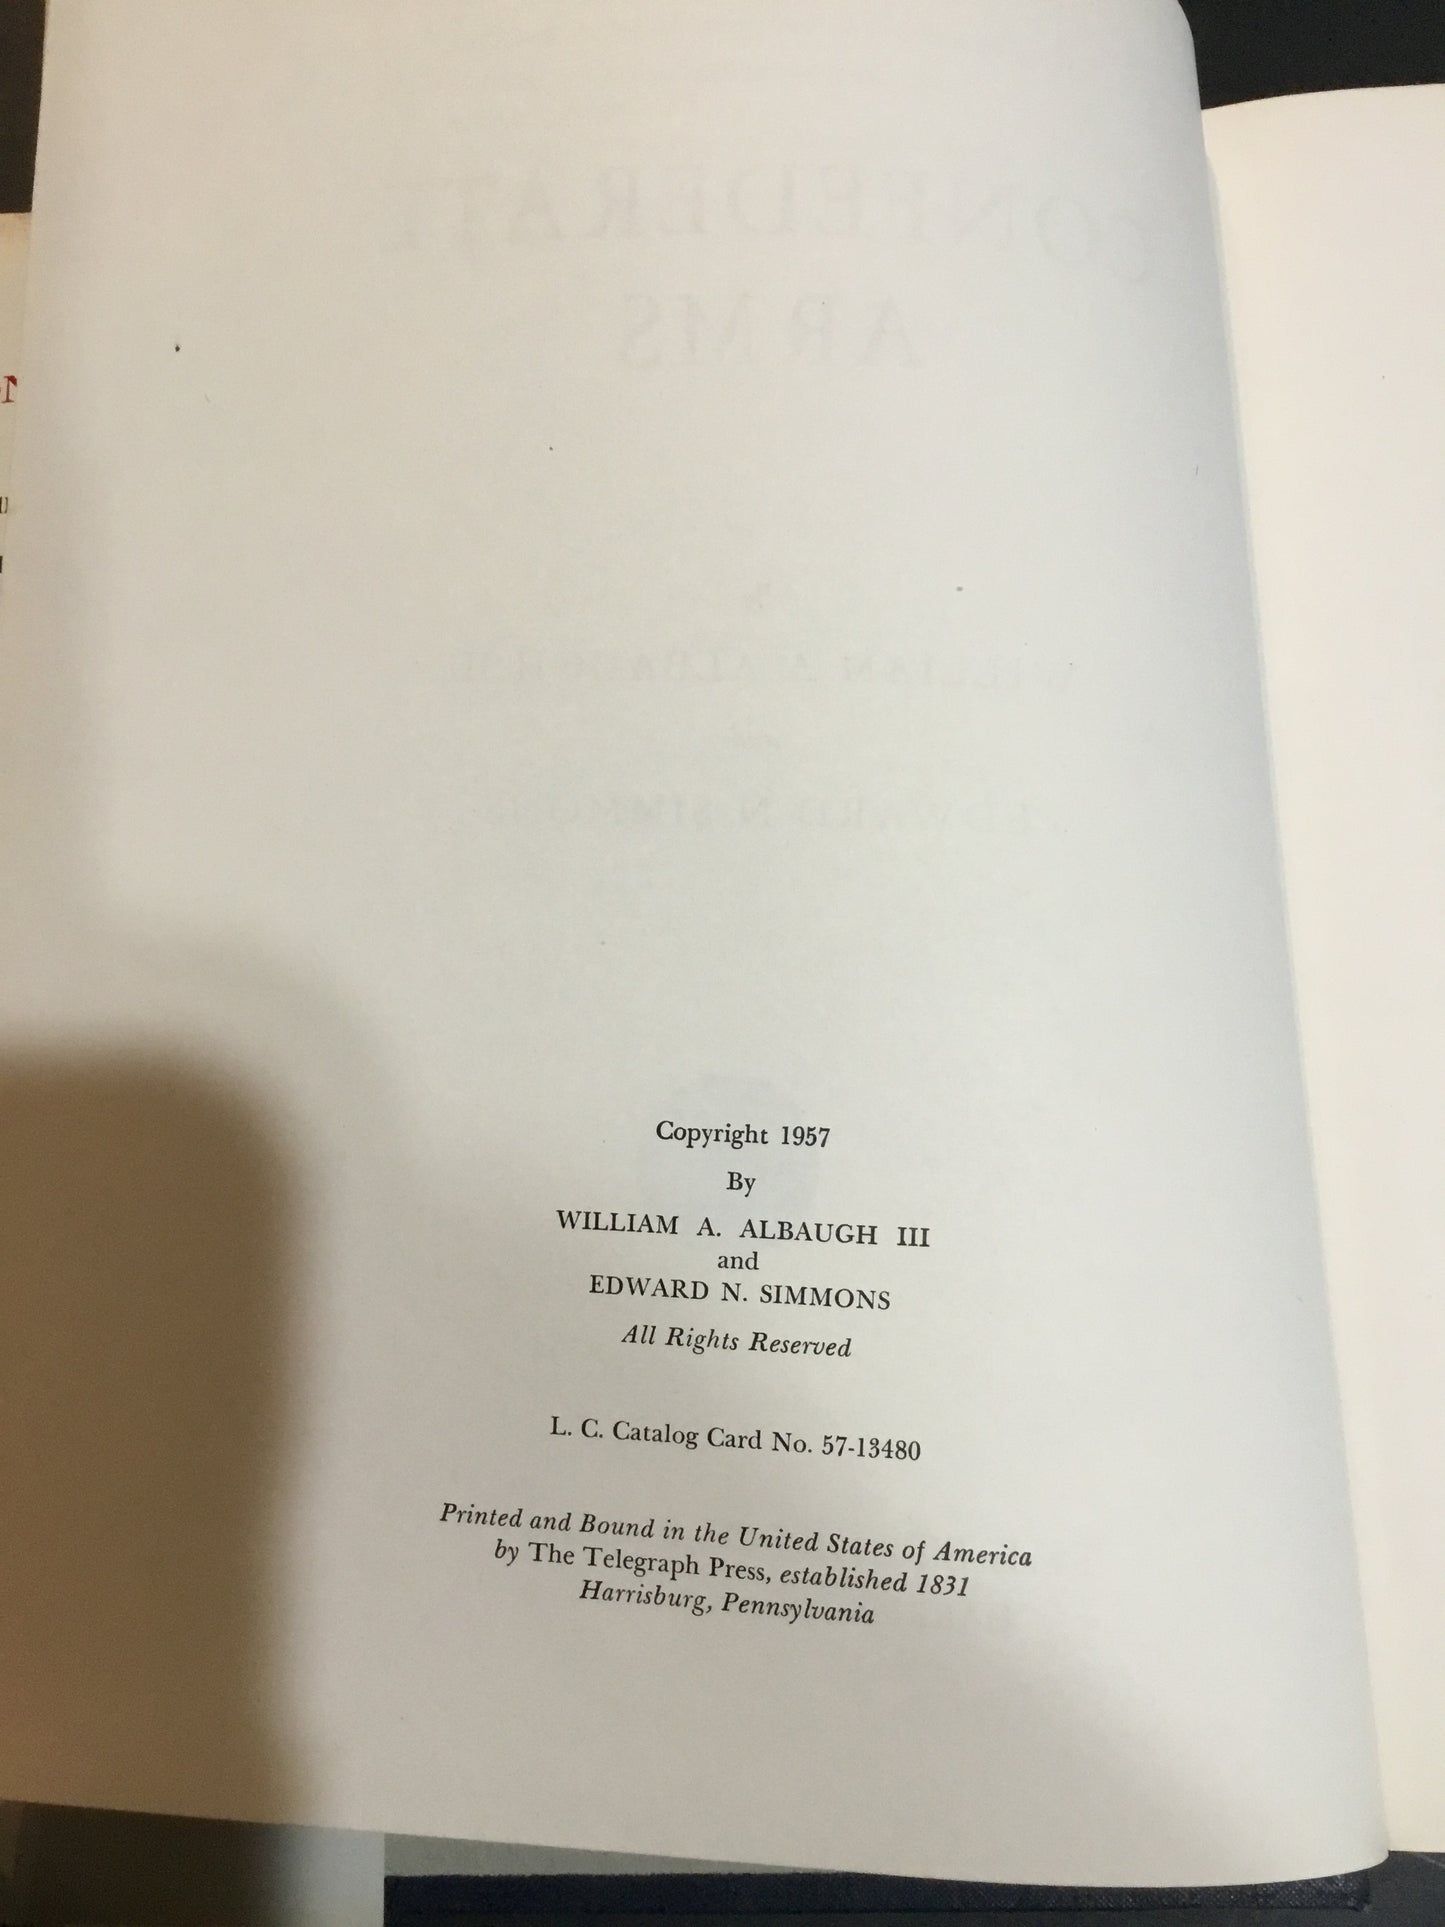 Copyright 1957
By
WILLIAM A. ALBAUGH III
and
EDWARD N. SIMMONS
All Rights Reserved
L. C. Catalog Card No. 57-13480
Printed and Bound in the United States of America
by The Telegraph Press, established 1831
Harrisburg, Pennsylvania